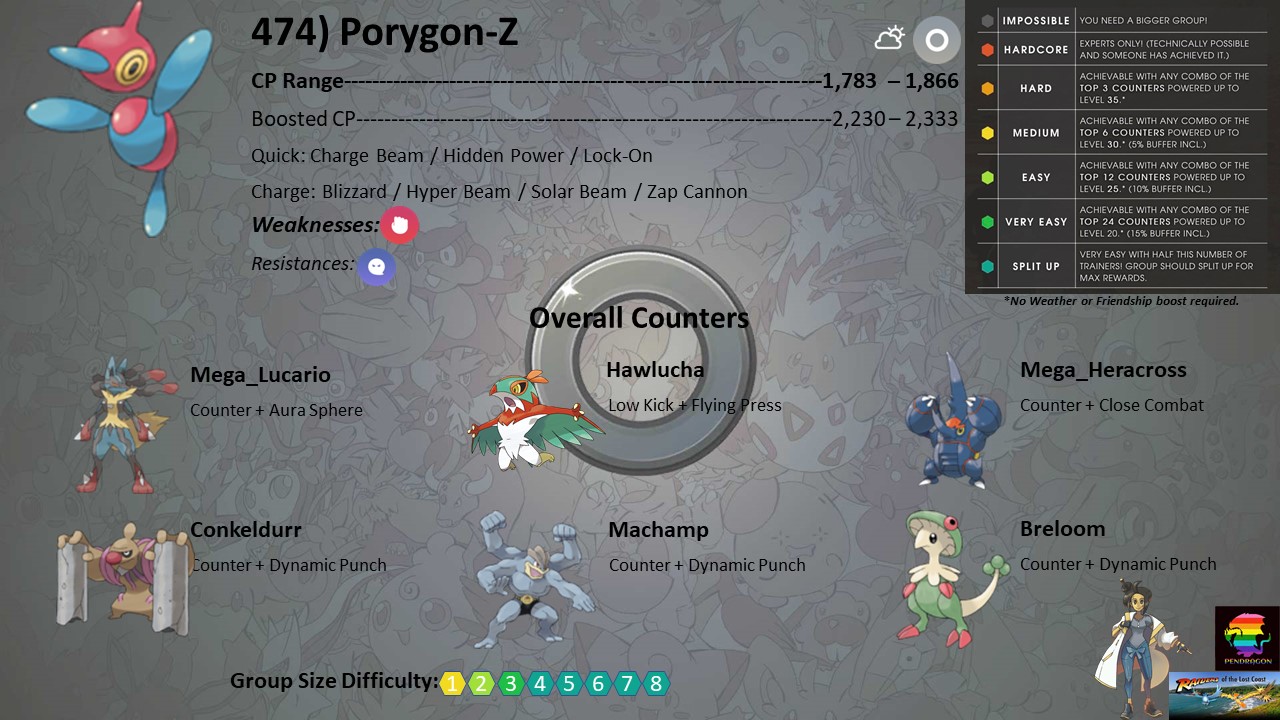 474) Porygon-Z
CP Range--------------------------------------------------------------------1,783 – 1,866
Boosted CP--------------------------------------------------------------------2,230 – 2,333
Quick: Charge Beam / Hidden Power / Lock-On
Charge: Blizzard / Hyper Beam / Solar Beam / Zap Cannon
Weaknesses:
Resistances:
IMPOSSIBLE YOU NEED A BIGGER GROUP!
HARDCORE EXPERTS ONLY! (TECHNICALLY POSSIBLE
AND SOMEONE HAS ACHIEVED IT.)
HARD ACHIEVABLE WITH ANY COMBO OF THE
TOP 3 COUNTERS POWERED UP TO
LEVEL 35.*
MEDIUM ACHIEVABLE WITH ANY COMBO OF THE
TOP 6 COUNTERS POWERED UP TO
LEVEL 30.* (5% BUFFER INCL.)
EASY ACHIEVABLE WITH ANY COMBO OF THE
TOP 12 COUNTERS POWERED UP TO
LEVEL 25.* (10% BUFFER INCL.)
VERY EASY ACHIEVABLE WITH ANY COMBO OF THE
TOP 24 COUNTERS POWERED UP TO
LEVEL 20.* (15% BUFFER INCL.)
SPLIT UP VERY EASY WITH HALF THIS NUMBER OF
TRAINERS! GROUP SHOULD SPLIT UP FOR
MAX REWARDS.
*No Weather or Friendship boost required.
Overall Counters
Mega_Lucario
Counter + Aura Sphere
Hawlucha
Low Kick + Flying Press
Mega_Heracross
Counter + Close Combat
Conkeldurr
Counter + Dynamic Punch
Machamp
Counter + Dynamic Punch
Breloom
Counter + Dynamic Punch
Group Size Difficulty: 1 2 3 4 5 6 7 8
PENDROGON
RAIDERS of the Lost Coast